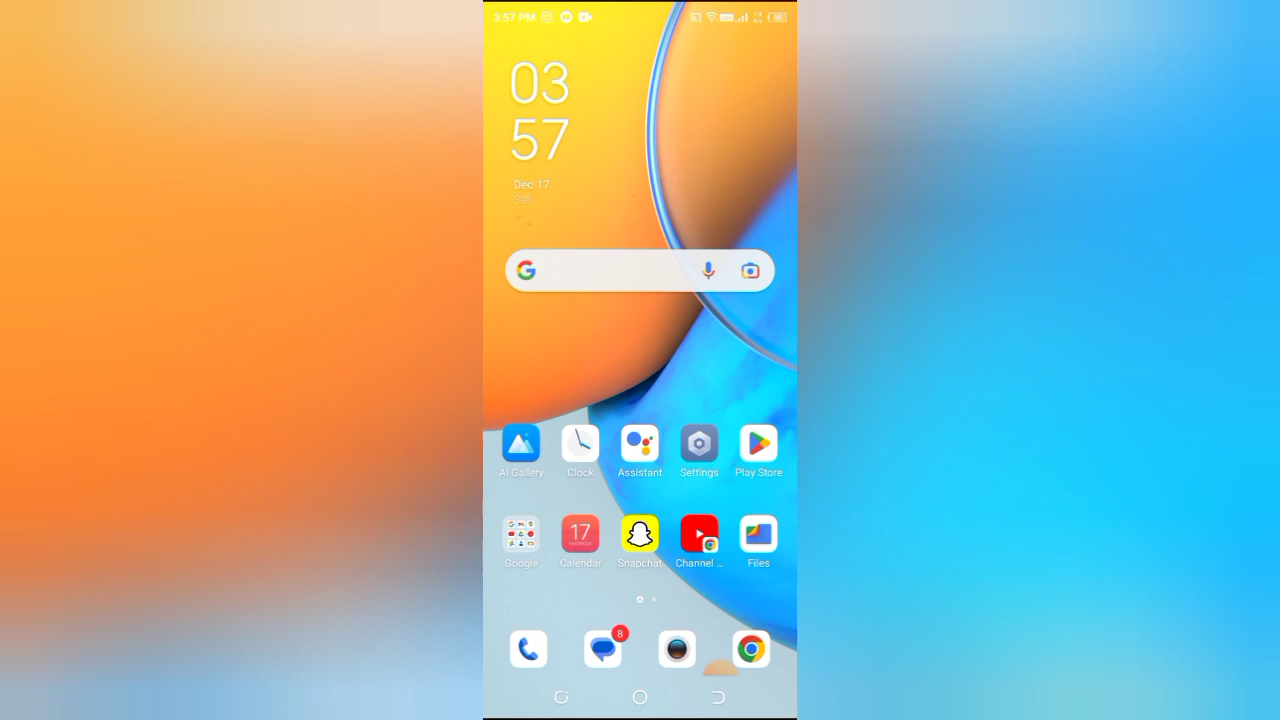 3:57 PM
03
57
Dec 17
Sat
AI Gallery
Clock
Assistant
Settings
Play Store
17
Google
Calendar
Snapchat
Channel ...
Files
8